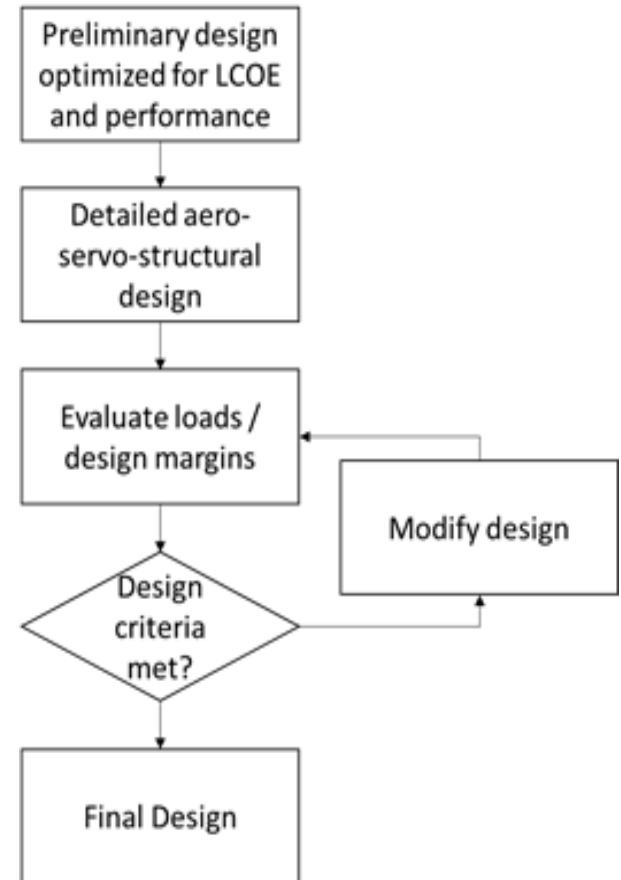 Preliminary design
optimized for LCOE
and performance
Detailed aero-
servo-structural
design
Evaluate loads /
design margins
Modify design
Design
criteria
met?
Final Design